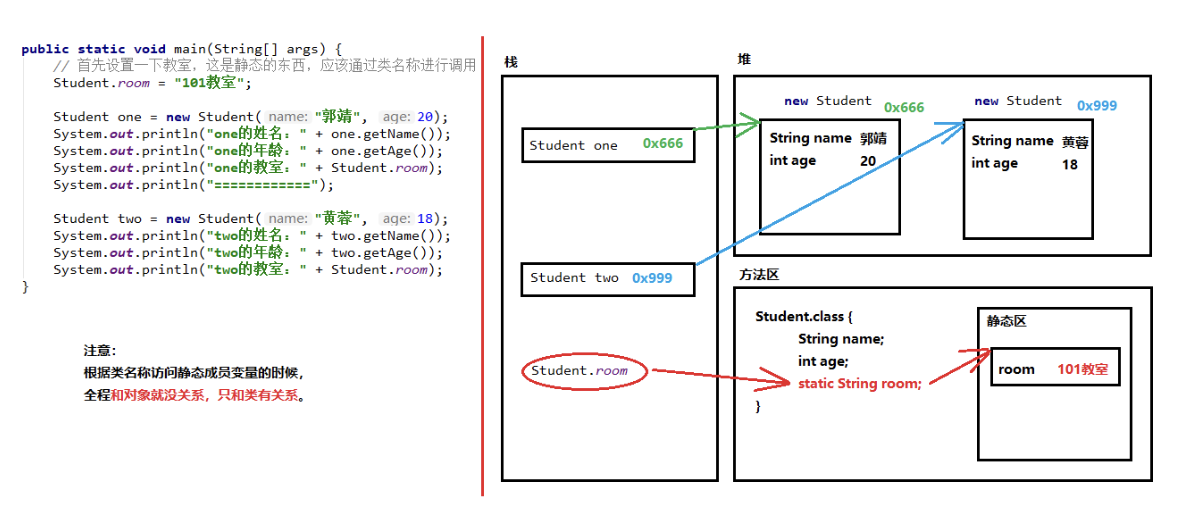 public static void main(String[] args) {
// 首先设置一下教室，这是静态的东西，应该通过类名称进行调用
Student.room = "101教室";
Student one = new Student( name: "郭靖", age: 20);
System.out.println("one的姓名：" + one.getName());
System.out.println("one的年龄：" + one.getAge());
System.out.println("one的教室：" + Student.room);
System.out.println("============");
Student two = new Student( name: "黄蓉", age: 18);
System.out.println("two的姓名：" + two.getName());
System.out.println("two的年龄：" + two.getAge());
System.out.println("two的教室：" + Student.room);
}
注意：
根据类名称访问静态成员变量的时候，
全程和对象就没关系，只和类有关系。
栈
Student one 0x666
Student two 0x999
Student.room
堆
new Student 0x666
String name 郭靖
int age 20
new Student 0x999
String name 黄蓉
int age 18
方法区
Student.class {
String name;
int age;
static String room;
}
静态区
room 101教室